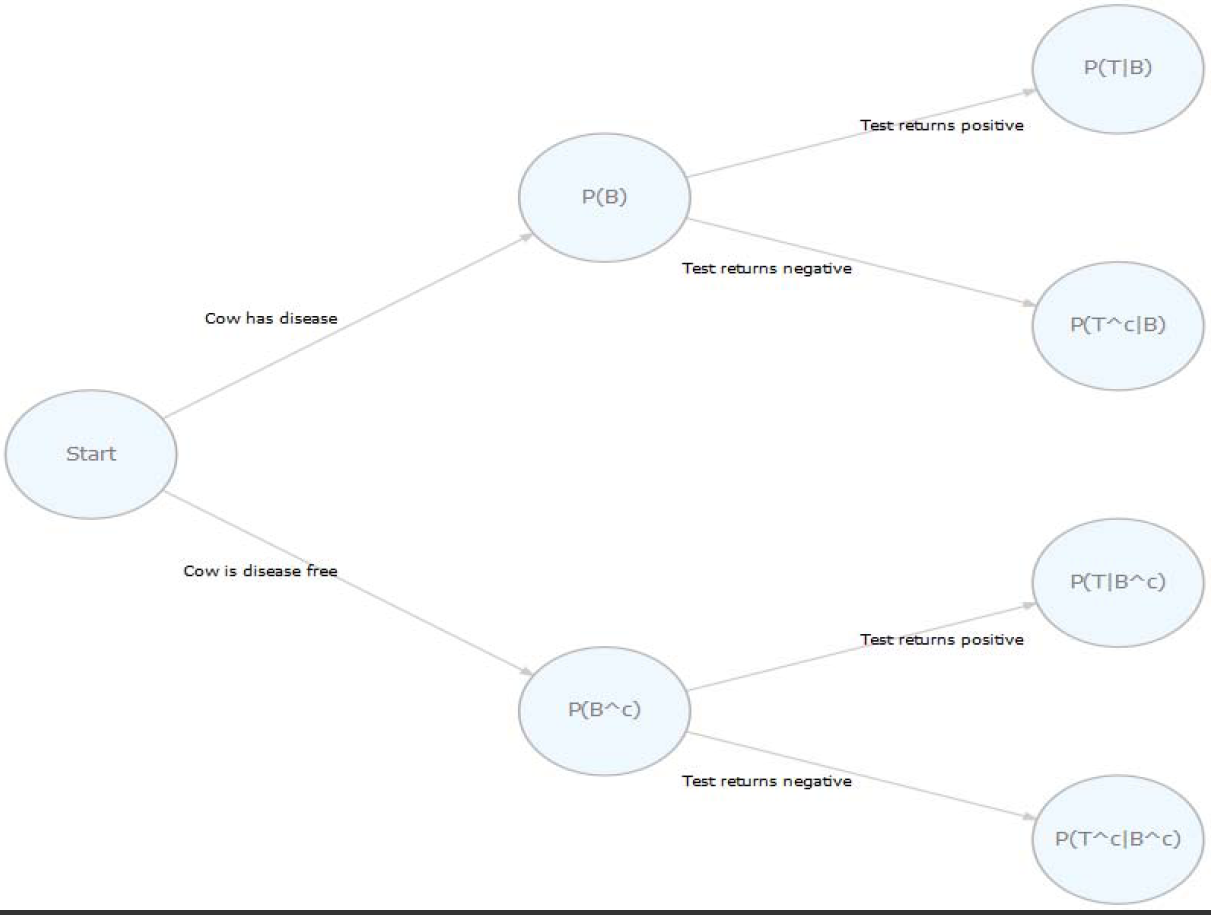 P(T|B)
Test returns positive
P(B)
Test returns negative
Cow has disease
P(T^c|B)
Start
Cow is disease free
P(T|B^c)
Test returns positive
P(B^c)
Test returns negative
P(T^c|B^c)